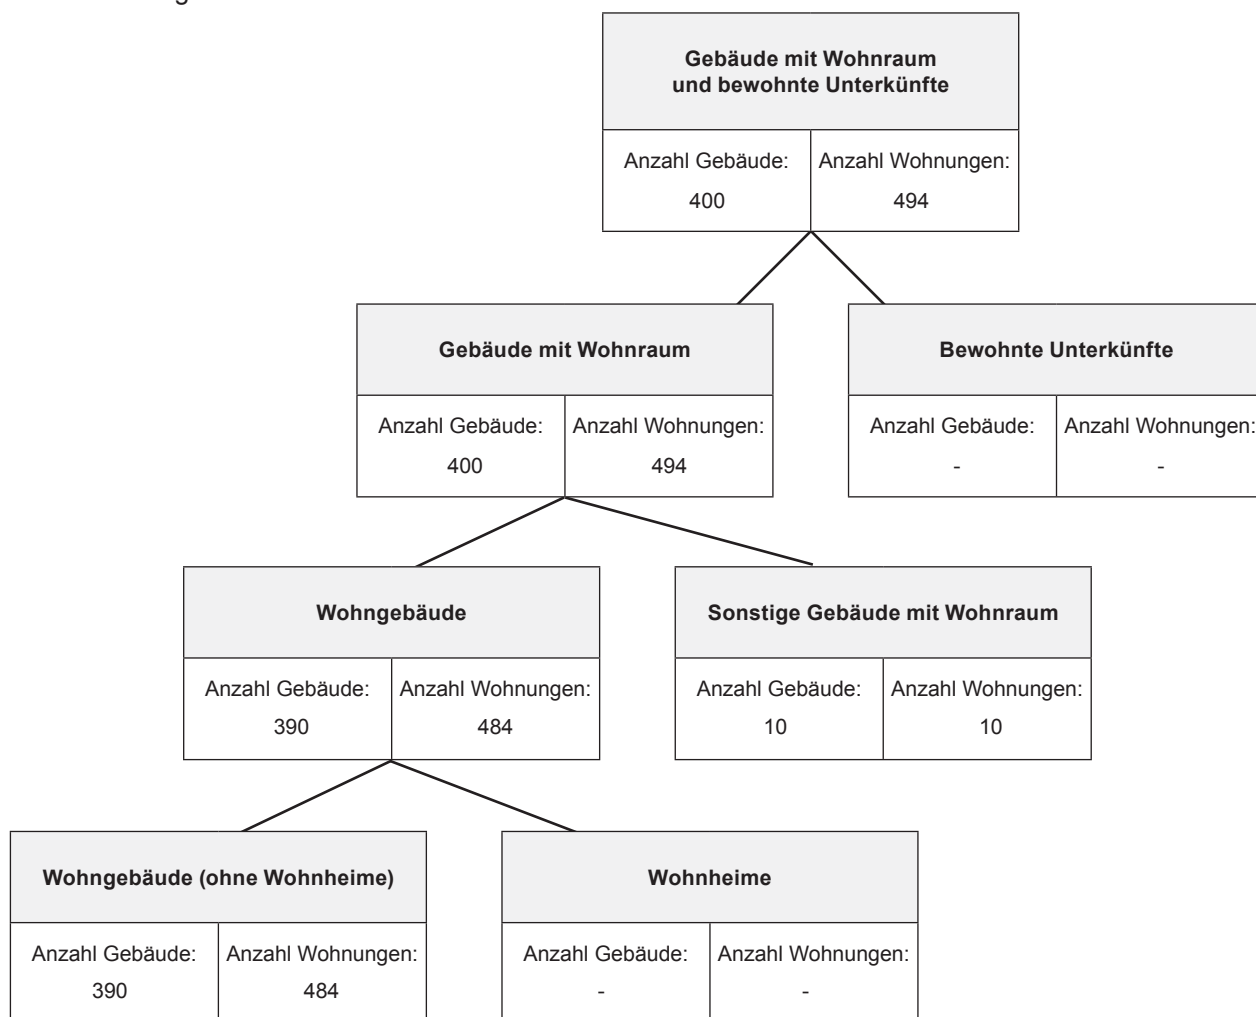 Gebäude mit Wohnraum
und bewohnte Unterkünfte
Anzahl Gebäude: Anzahl Wohnungen:
400 494
Gebäude mit Wohnraum
Bewohnte Unterkünfte
Anzahl Gebäude: Anzahl Wohnungen:
400 494
Anzahl Gebäude: Anzahl Wohnungen:
- -
Wohngebäude
Sonstige Gebäude mit Wohnraum
Anzahl Gebäude: Anzahl Wohnungen:
390 484
Anzahl Gebäude: Anzahl Wohnungen:
10 10
Wohngebäude (ohne Wohnheime)
Wohnheime
Anzahl Gebäude: Anzahl Wohnungen:
390 484
Anzahl Gebäude: Anzahl Wohnungen:
- -